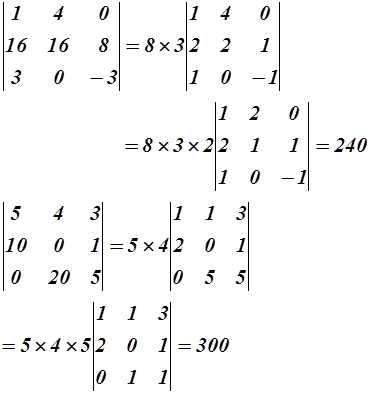 |1 4 0| |1 4 0|
|16 16 8| = 8 × 3 |2 2 1|
|3 0 −3| |1 0 −1|
|1 2 0|
= 8 × 3 × 2 |2 1 1| = 240
|1 0 −1|
|5 4 3| |1 1 3|
|10 0 1| = 5 × 4 |2 0 1|
|0 20 5| |0 5 5|
|1 1 3|
= 5 × 4 × 5 |2 0 1| = 300
|0 1 1|